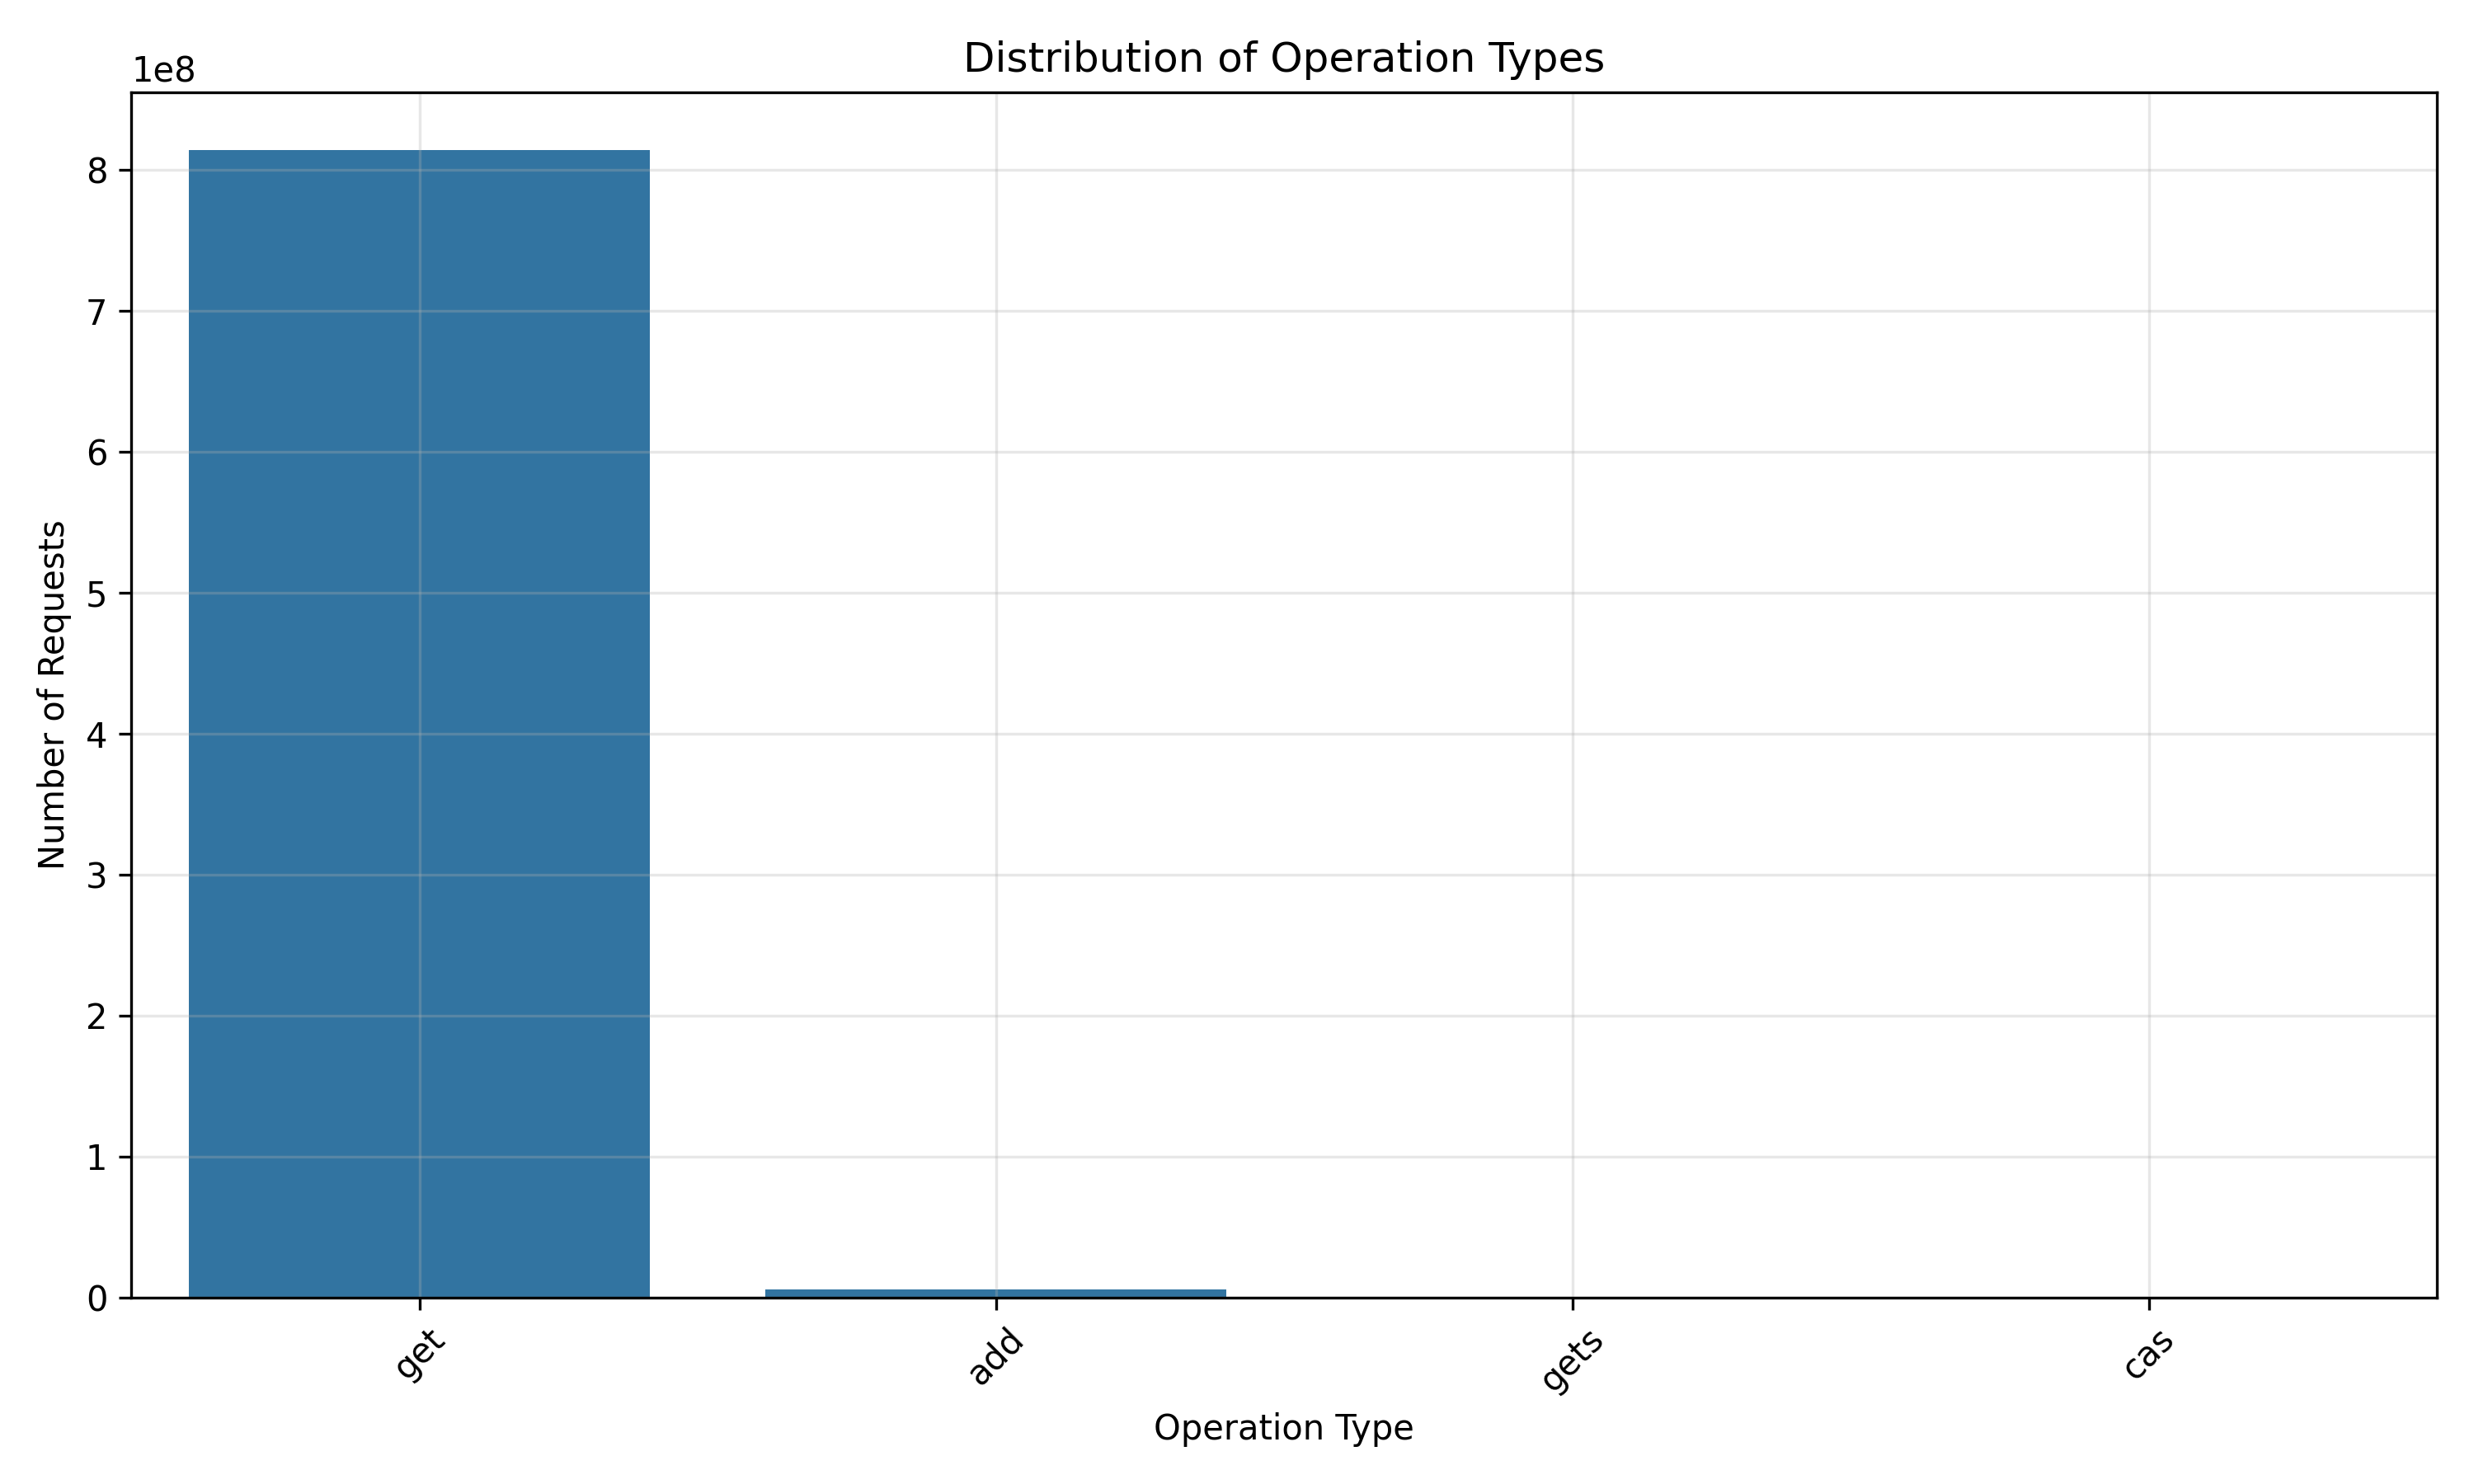 Distribution of Operation Types
1e8
8
7
6
5
4
3
2
1
0
Number of Requests
get
add
gets
cas
Operation Type